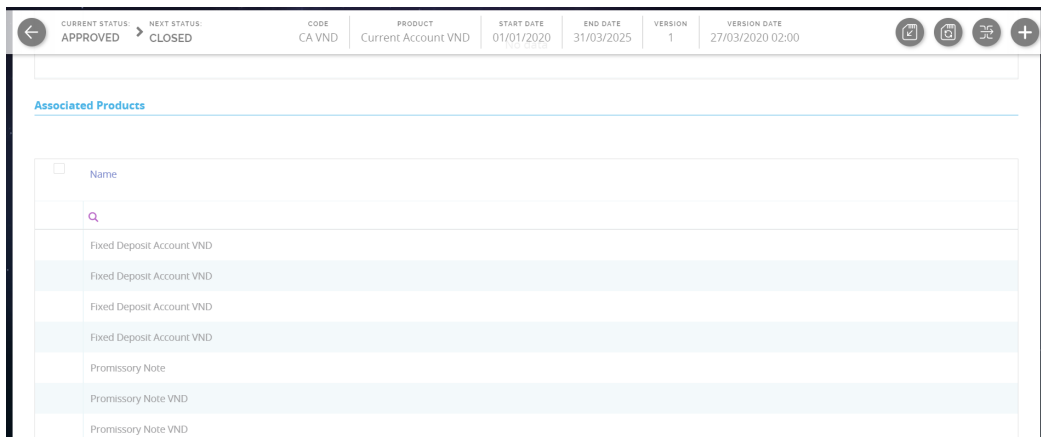 CURRENT STATUS: NEXT STATUS: CODE PRODUCT START DATE END DATE VERSION VERSION DATE
APPROVED CLOSED CA VND Current Account VND 01/01/2020 31/03/2025 1 27/03/2020 02:00
No data
Associated Products
Name
Fixed Deposit Account VND
Fixed Deposit Account VND
Fixed Deposit Account VND
Fixed Deposit Account VND
Promissory Note
Promissory Note VND
Promissory Note VND